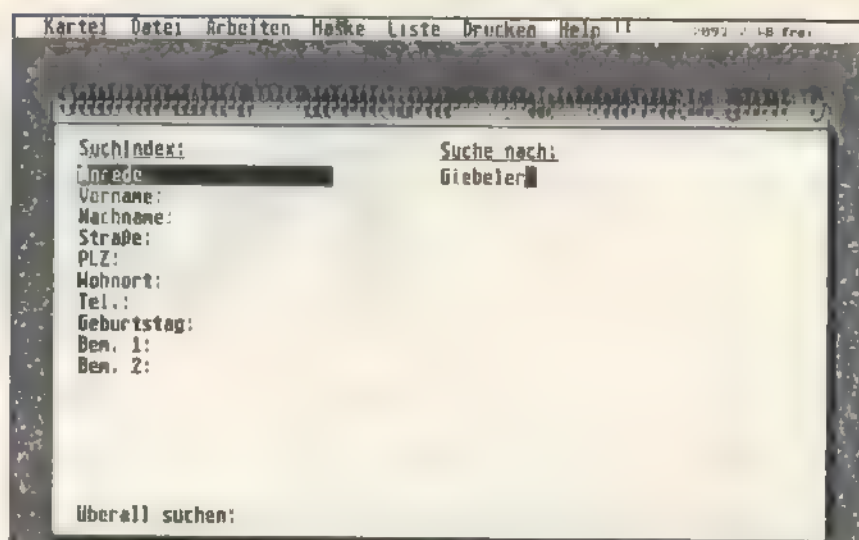 Kartei Datei Arbeiten Maske Liste Drucken Help
Suchindex:
Suche nach:
Anrede
Giebeler
Vorname:
Nachname:
Straße:
PLZ:
Wohnort:
Tel.:
Geburtstag:
Bem. 1:
Bem. 2:
Überall suchen: